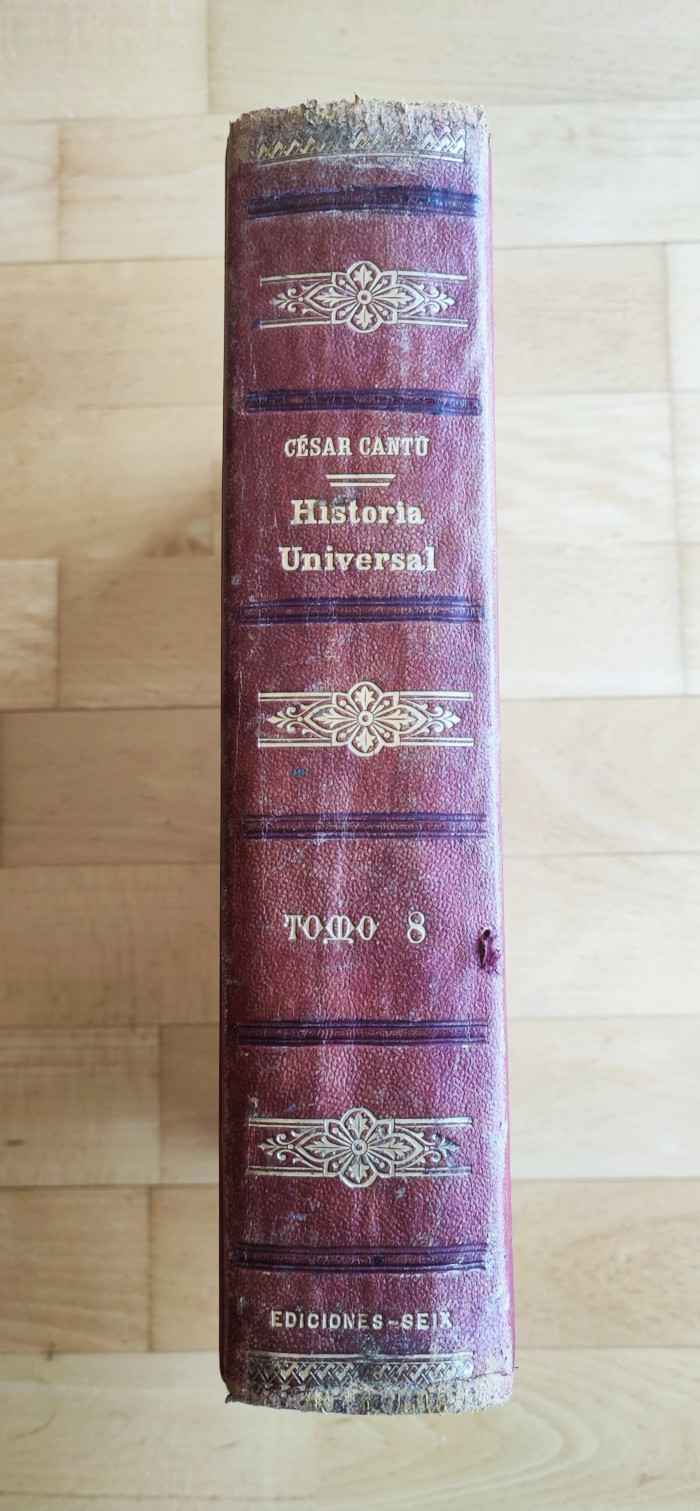 CÉSAR CANTÚ
Historia
Universal
TOMO 8
EDICIONES-SEIX